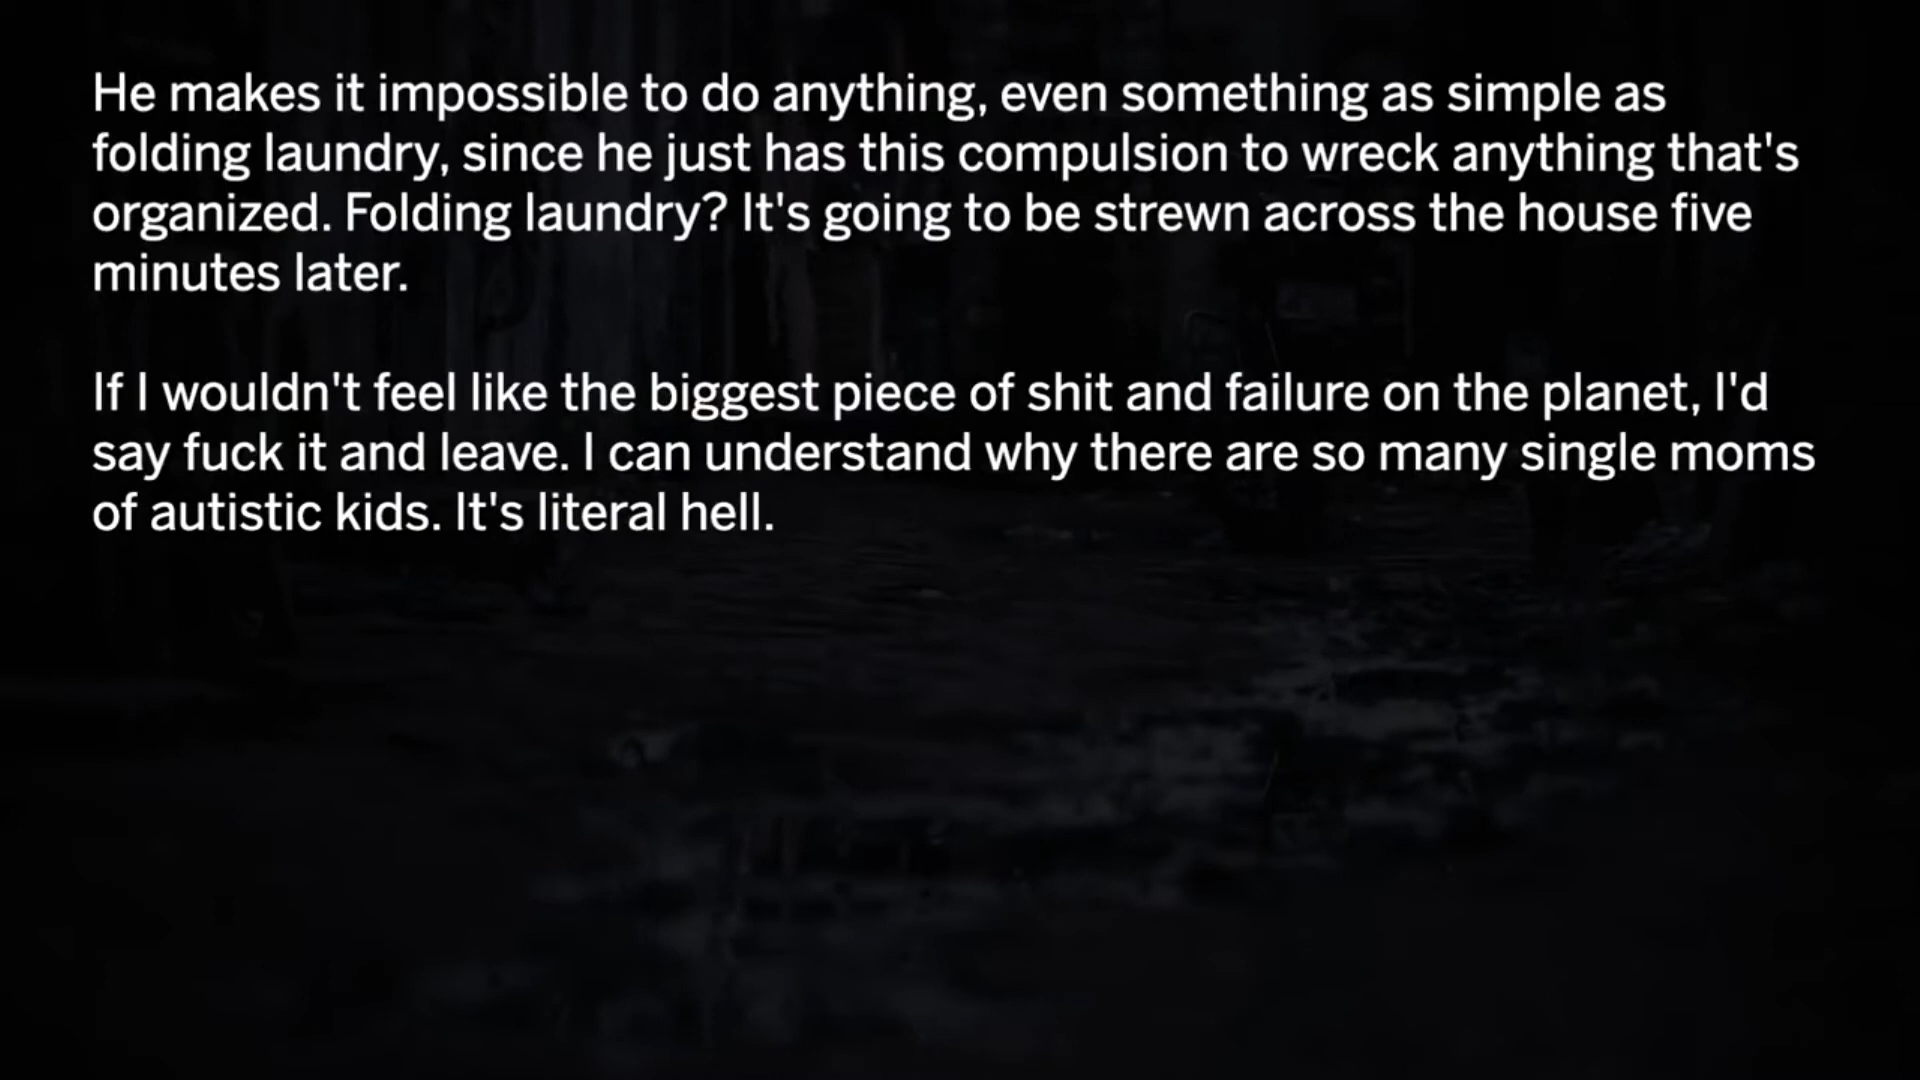 He makes it impossible to do anything, even something as simple as
folding laundry, since he just has this compulsion to wreck anything that's
organized. Folding laundry? It's going to be strewn across the house five
minutes later.
If I wouldn't feel like the biggest piece of shit and failure on the planet, I'd
say fuck it and leave. I can understand why there are so many single moms
of autistic kids. It's literal hell.